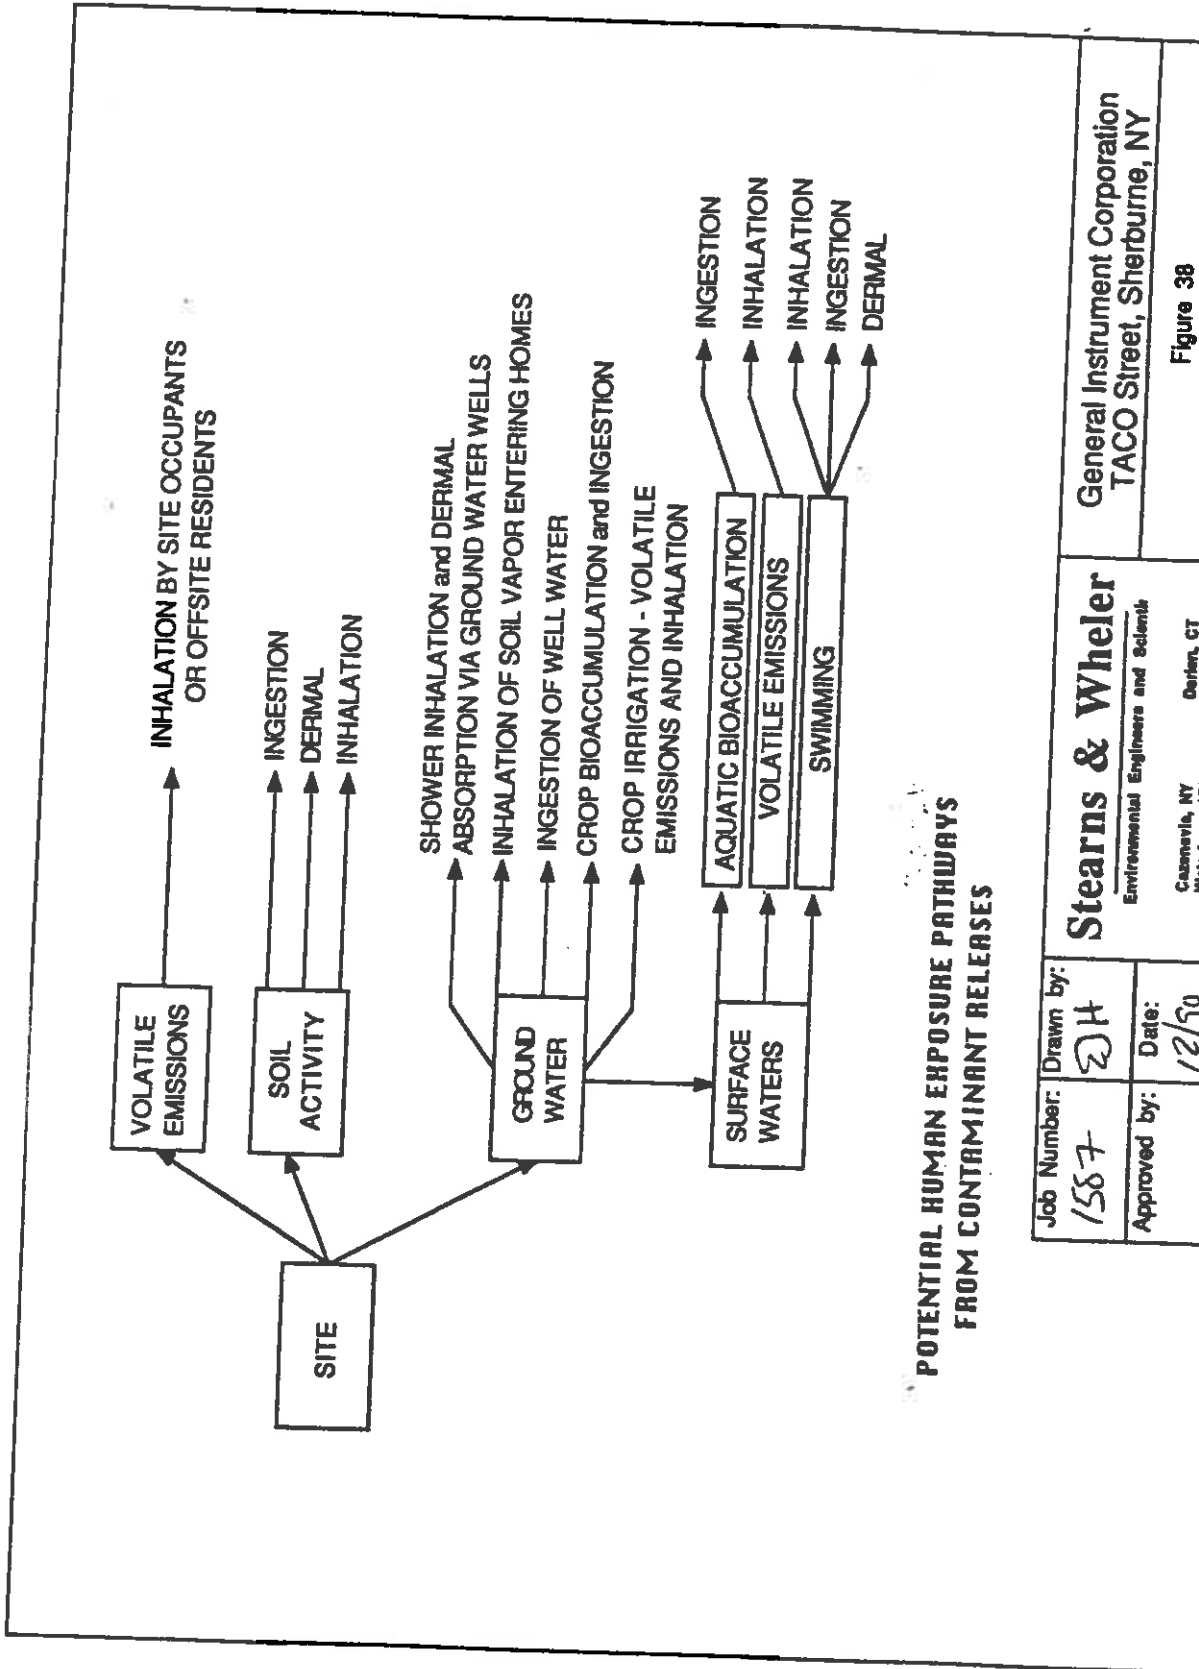 VOLATILE
EMISSIONS
INHALATION BY SITE OCCUPANTS
OR OFFSITE RESIDENTS
SITE
SOIL
ACTIVITY
INGESTION
DERMAL
INHALATION
GROUND
WATER
SHOWER INHALATION and DERMAL
ABSORPTION VIA GROUND WATER WELLS
INHALATION OF SOIL VAPOR ENTERING HOMES
INGESTION OF WELL WATER
CROP BIOACCUMULATION and INGESTION
CROP IRRIGATION - VOLATILE
EMISSIONS AND INHALATION
SURFACE
WATERS
AQUATIC BIOACCUMULATION
VOLATILE EMISSIONS
SWIMMING
INGESTION
INHALATION
INHALATION
INGESTION
DERMAL
POTENTIAL HUMAN EXPOSURE PATHWAYS
FROM CONTAMINANT RELEASES
Job Number:
1587
Drawn by:
Approved by:
Date:
12/90
Stearns & Wheler
Environmental Engineers and Scientis
Cazenovia, NY
Darien, CT
General Instrument Corporation
TACO Street, Sherburne, NY
Figure 38